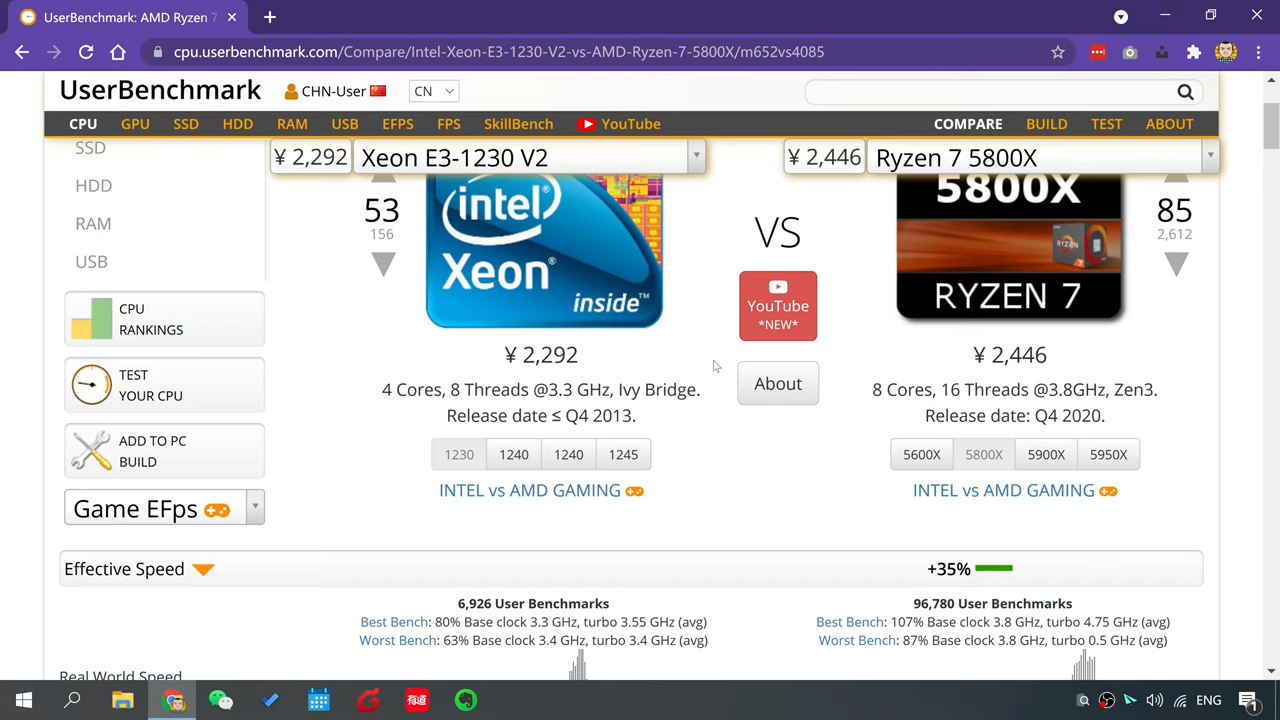 UserBenchmark: AMD Ryzen 7
cpu.userbenchmark.com/Compare/Intel-Xeon-E3-1230-V2-vs-AMD-Ryzen-7-5800X/m652vs4085
UserBenchmark CHN-User CN
CPU GPU SSD HDD RAM USB EFPS FPS SkillBench YouTube COMPARE BUILD TEST ABOUT
SSD
¥ 2,292 Xeon E3-1230 V2 ¥ 2,446 Ryzen 7 5800X
HDD
RAM
USB
53
156
(intel)
Xeon
inside™
VS
YouTube
*NEW*
About
5800X
RYZEN
RYZEN 7
85
2,612
CPU
RANKINGS
TEST
YOUR CPU
ADD TO PC
BUILD
Game EFps
¥ 2,292
4 Cores, 8 Threads @3.3 GHz, Ivy Bridge.
Release date ≤ Q4 2013.
1230 1240 1240 1245
INTEL vs AMD GAMING
¥ 2,446
8 Cores, 16 Threads @3.8GHz, Zen3.
Release date: Q4 2020.
5600X 5800X 5900X 5950X
INTEL vs AMD GAMING
Effective Speed +35%
6,926 User Benchmarks
Best Bench: 80% Base clock 3.3 GHz, turbo 3.55 GHz (avg)
Worst Bench: 63% Base clock 3.4 GHz, turbo 3.4 GHz (avg)
96,780 User Benchmarks
Best Bench: 107% Base clock 3.8 GHz, turbo 4.75 GHz (avg)
Worst Bench: 87% Base clock 3.8 GHz, turbo 0.5 GHz (avg)
Real World Speed
有道
ENG
1